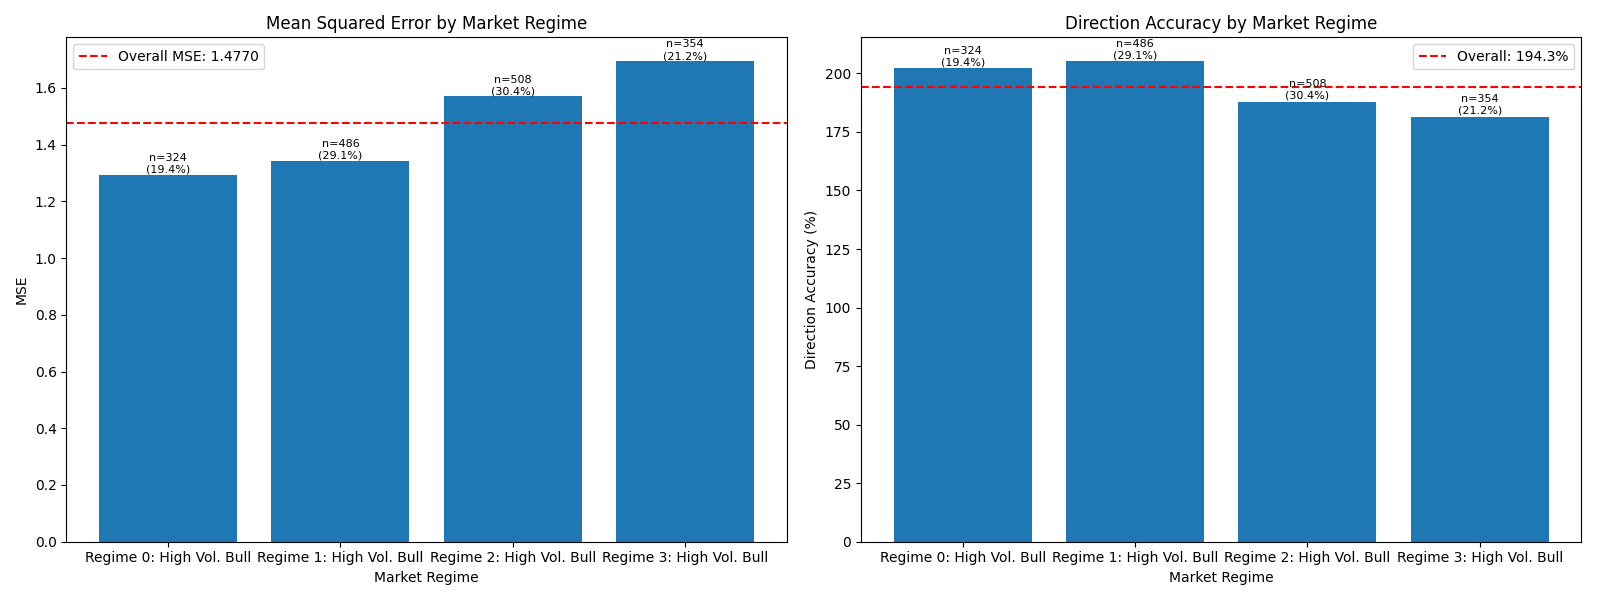 Mean Squared Error by Market Regime
Overall MSE: 1.4770
MSE
1.6
1.4
1.2
1.0
0.8
0.6
0.4
0.2
0.0
n=324
(19.4%)
n=486
(29.1%)
n=508
(30.4%)
n=354
(21.2%)
Regime 0: High Vol. Bull
Regime 1: High Vol. Bull
Regime 2: High Vol. Bull
Regime 3: High Vol. Bull
Market Regime
Direction Accuracy by Market Regime
Overall: 194.3%
Direction Accuracy (%)
200
175
150
125
100
75
50
25
0
n=324
(19.4%)
n=486
(29.1%)
n=508
(30.4%)
n=354
(21.2%)
Regime 0: High Vol. Bull
Regime 1: High Vol. Bull
Regime 2: High Vol. Bull
Regime 3: High Vol. Bull
Market Regime